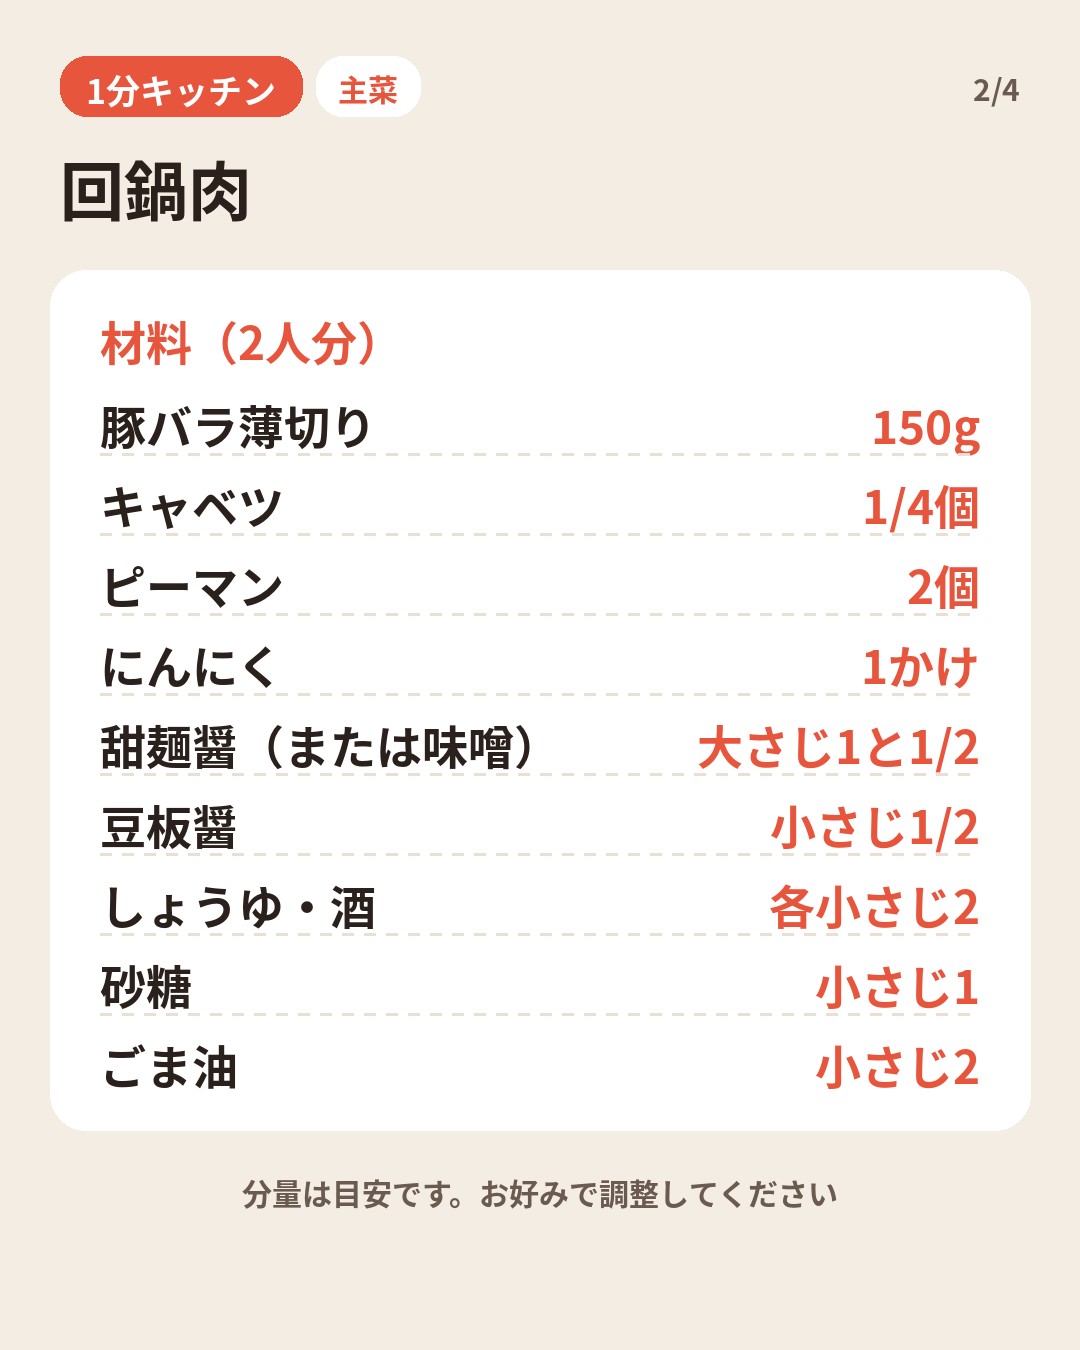 1分キッチン 主菜 2/4
回鍋肉
材料（2人分）
豚バラ薄切り 150g
キャベツ 1/4個
ピーマン 2個
にんにく 1かけ
甜麺醤（または味噌） 大さじ1と1/2
豆板醤 小さじ1/2
しょうゆ・酒 各小さじ2
砂糖 小さじ1
ごま油 小さじ2
分量は目安です。お好みで調整してください